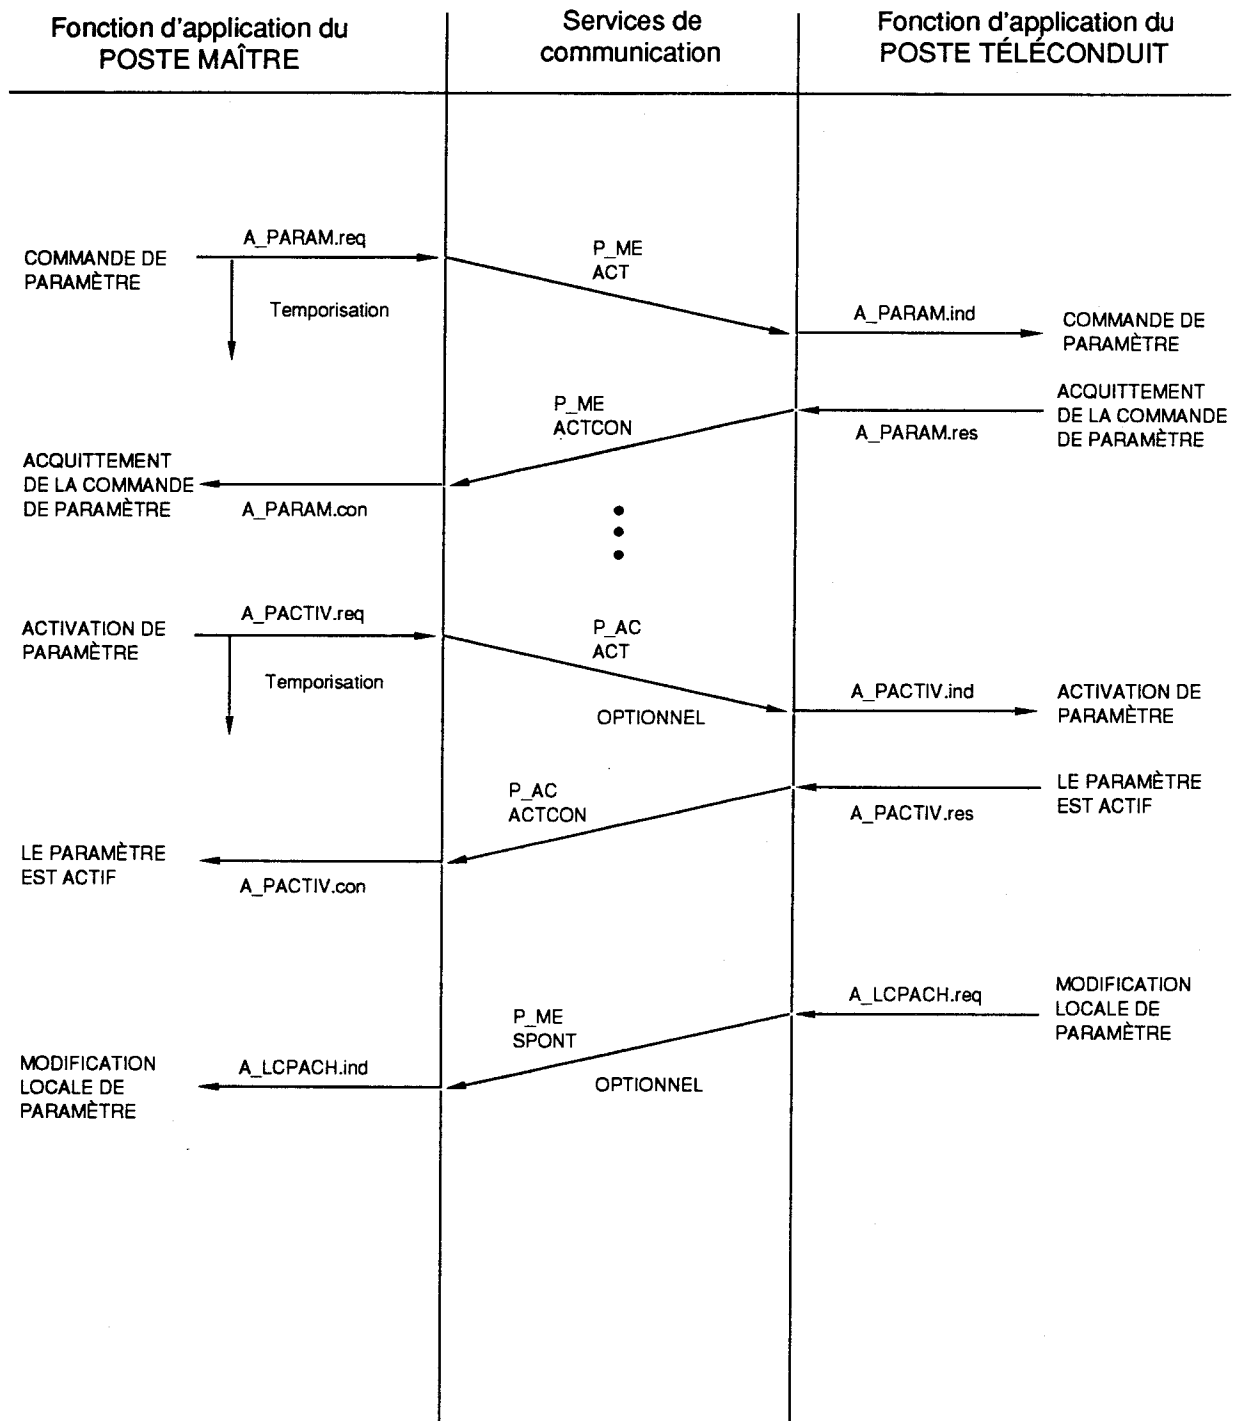 Fonction d'application du
POSTE MAÎTRE
Services de
communication
Fonction d'application du
POSTE TÉLÉCONDUIT
COMMANDE DE
PARAMÈTRE
A_PARAM.req
Temporisation
P_ME
ACT
A_PARAM.ind
COMMANDE DE
PARAMÈTRE
ACQUITTEMENT
DE LA COMMANDE
DE PARAMÈTRE
A_PARAM.res
P_ME
ACTCON
ACQUITTEMENT
DE LA COMMANDE
DE PARAMÈTRE
A_PARAM.con
ACTIVATION DE
PARAMÈTRE
A_PACTIV.req
Temporisation
P_AC
ACT
OPTIONNEL
A_PACTIV.ind
ACTIVATION DE
PARAMÈTRE
LE PARAMÈTRE
EST ACTIF
A_PACTIV.res
P_AC
ACTCON
LE PARAMÈTRE
EST ACTIF
A_PACTIV.con
MODIFICATION
LOCALE DE
PARAMÈTRE
A_LCPACH.req
P_ME
SPONT
OPTIONNEL
A_LCPACH.ind
MODIFICATION
LOCALE DE
PARAMÈTRE